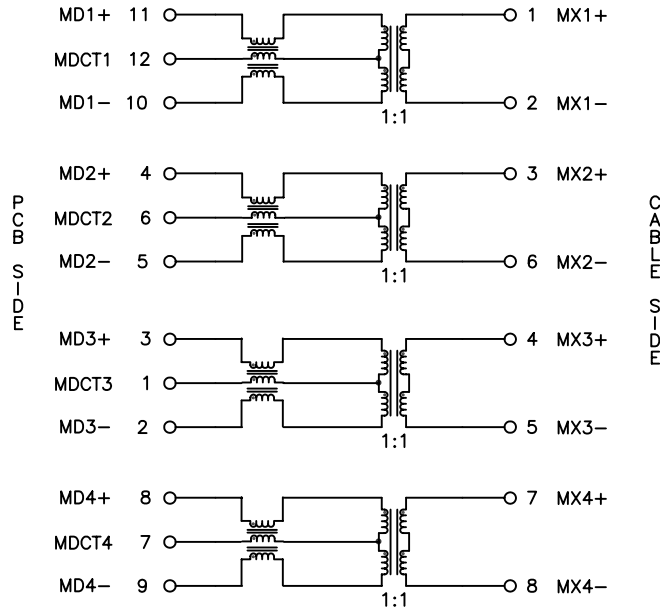 MD1+ 11 1 MX1+
MDCT1 12
MD1− 10 2 MX1−
1:1
MD2+ 4 3 MX2+
MDCT2 6
MD2− 5 6 MX2−
1:1
PCB SIDE
CABLE SIDE
MD3+ 3 4 MX3+
MDCT3 1
MD3− 2 5 MX3−
1:1
MD4+ 8 7 MX4+
MDCT4 7
MD4− 9 8 MX4−
1:1